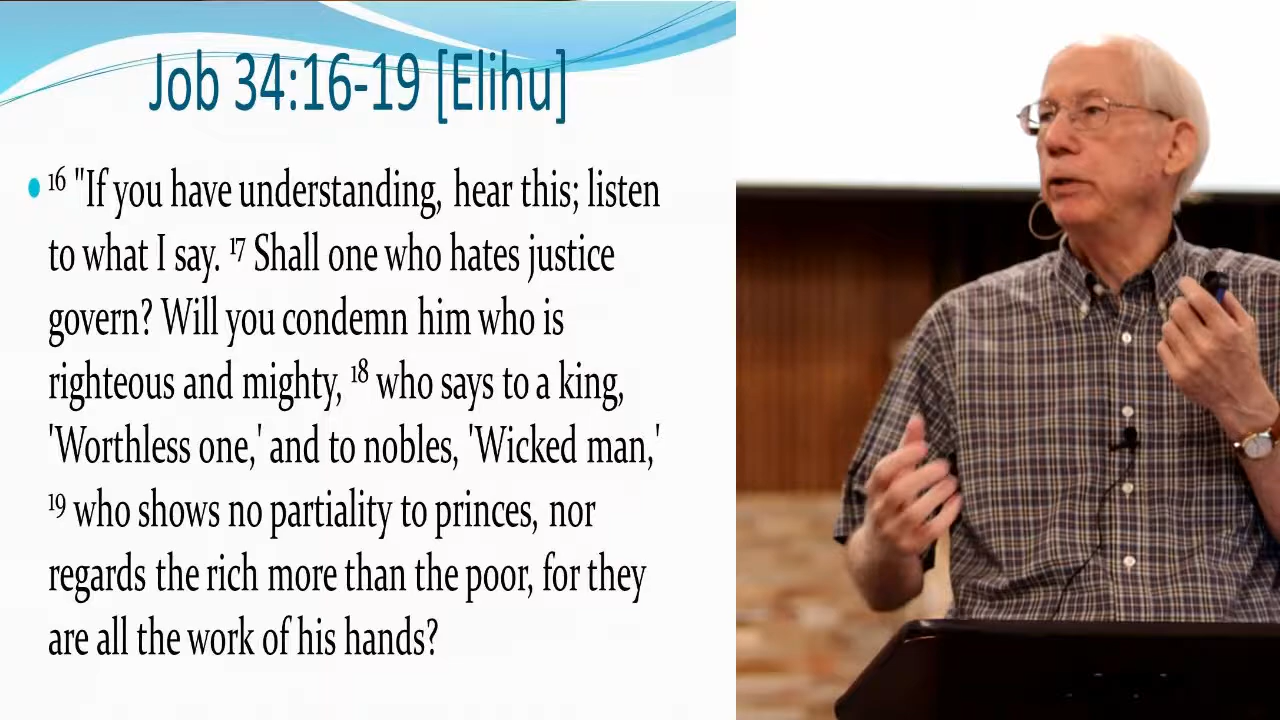 Job 34:16-19 [Elihu]
• ¹⁶ "If you have understanding, hear this; listen
to what I say. ¹⁷ Shall one who hates justice
govern? Will you condemn him who is
righteous and mighty, ¹⁸ who says to a king,
'Worthless one,' and to nobles, 'Wicked man,'
¹⁹ who shows no partiality to princes, nor
regards the rich more than the poor, for they
are all the work of his hands?